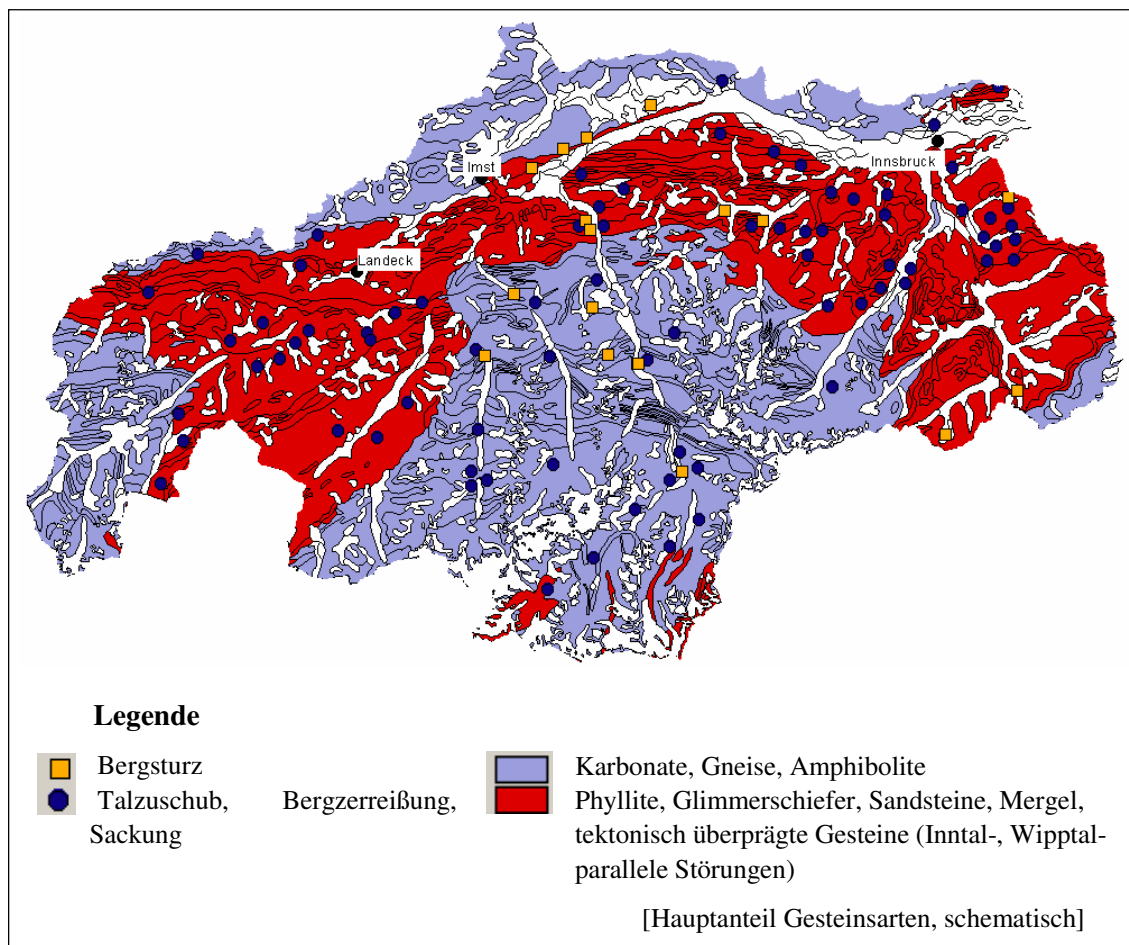 Imst
Innsbruck
Landeck
Legende
Bergsturz
Talzuschub, Bergzerreißung,
Sackung
Karbonate, Gneise, Amphibolite
Phyllite, Glimmerschiefer, Sandsteine, Mergel,
tektonisch überprägte Gesteine (Inntal-, Wipptal-
parallele Störungen)
[Hauptanteil Gesteinsarten, schematisch]